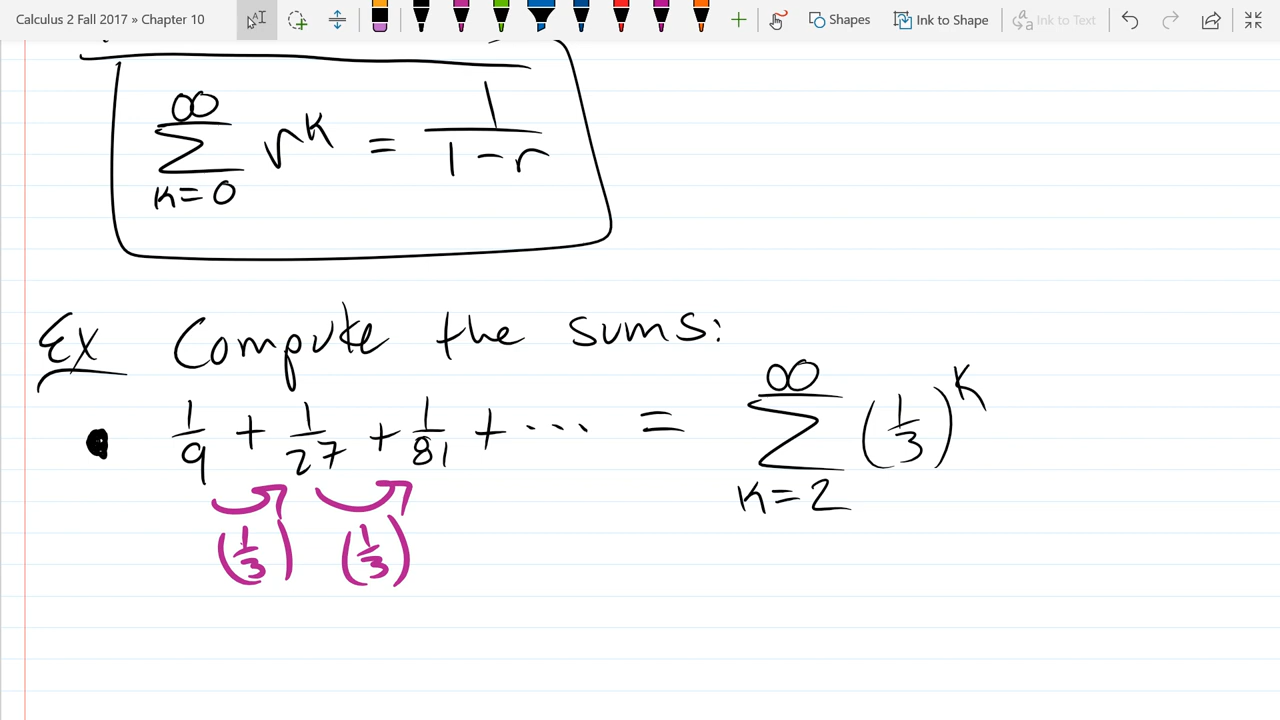 Calculus 2 Fall 2017 » Chapter 10 Shapes Ink to Shape Ink to Text
∞
∑ r^k = 1/(1-r)
k=0
Ex Compute the sums:
• 1/9 + 1/27 + 1/81 + ··· = ∑_{k=2}^{∞} (1/3)^k
(1/3) (1/3)